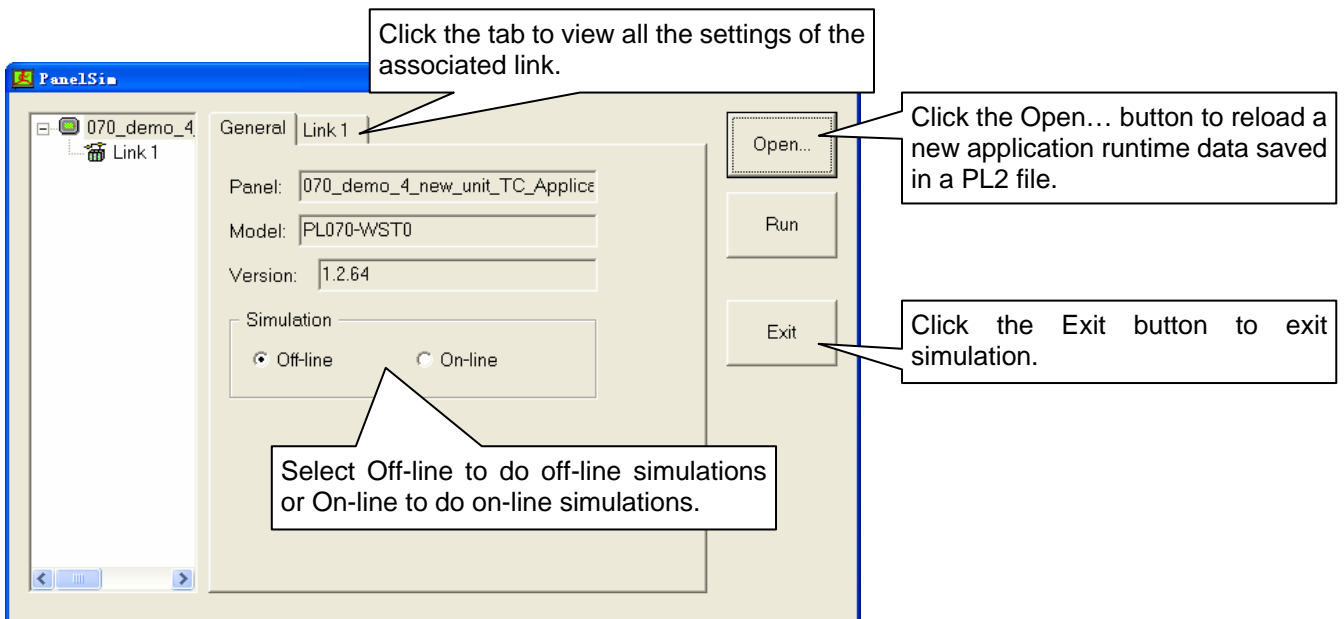 Click the tab to view all the settings of the
associated link.
PanelSim
070_demo_4
Link 1
General
Link 1
Panel:
070_demo_4_new_unit_TC_Applica
Model:
PL070-WST0
Version:
1.2.64
Simulation
Off-line
On-line
Open...
Run
Exit
Click the Open… button to reload a
new application runtime data saved
in a PL2 file.
Click the Exit button to exit
simulation.
Select Off-line to do off-line simulations
or On-line to do on-line simulations.